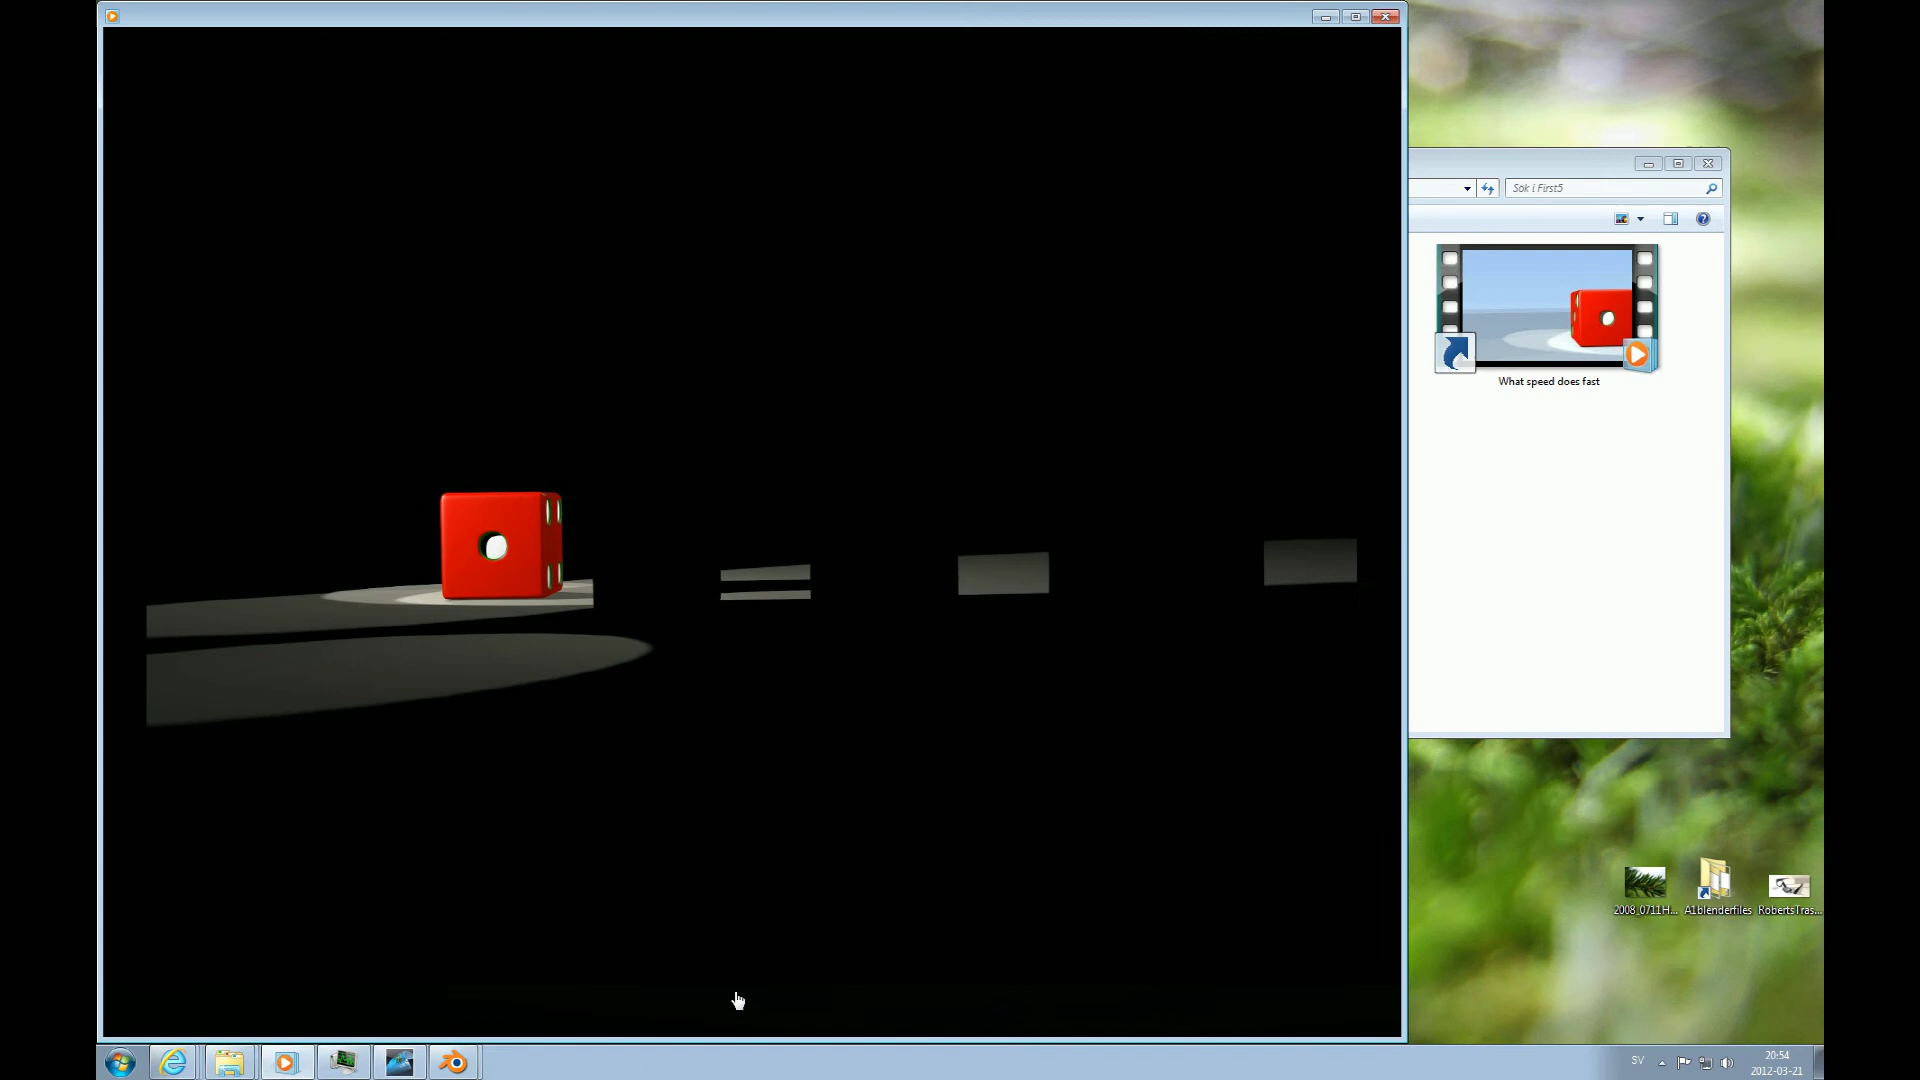 Sök i First5
What speed does fast
2008_0711H...
A1blenderfiles
RobertsTras...
SV
20:54
2012-03-21